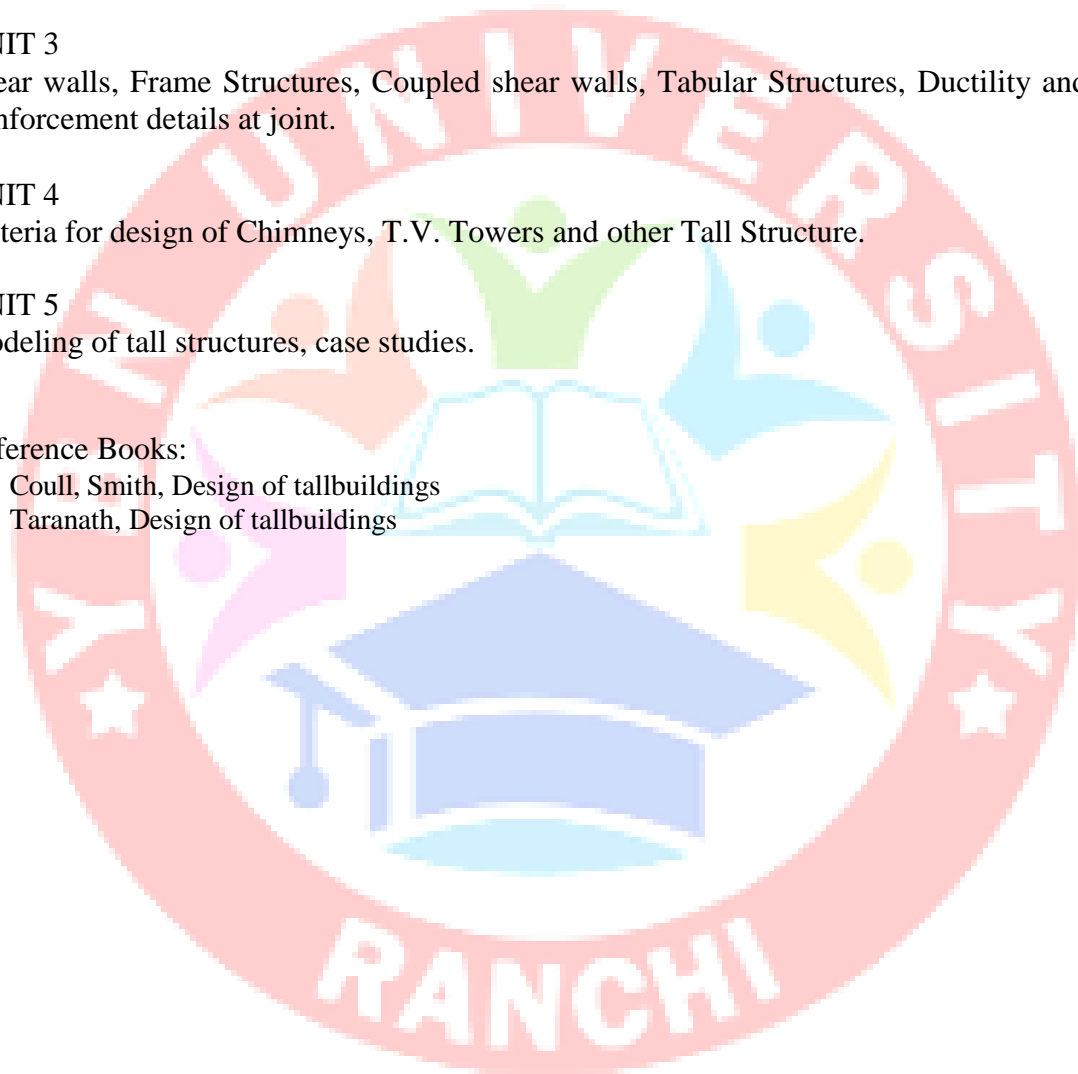 NIT 3
ear walls, Frame Structures, Coupled shear walls, Tabular Structures, Ductility and
nforcement details at joint.
NIT 4
teria for design of Chimneys, T.V. Towers and other Tall Structure.
NIT 5
odeling of tall structures, case studies.
ference Books:
Coull, Smith, Design of tallbuildings
Taranath, Design of tallbuildings
Y B N UNIVERSITY
RANCHI